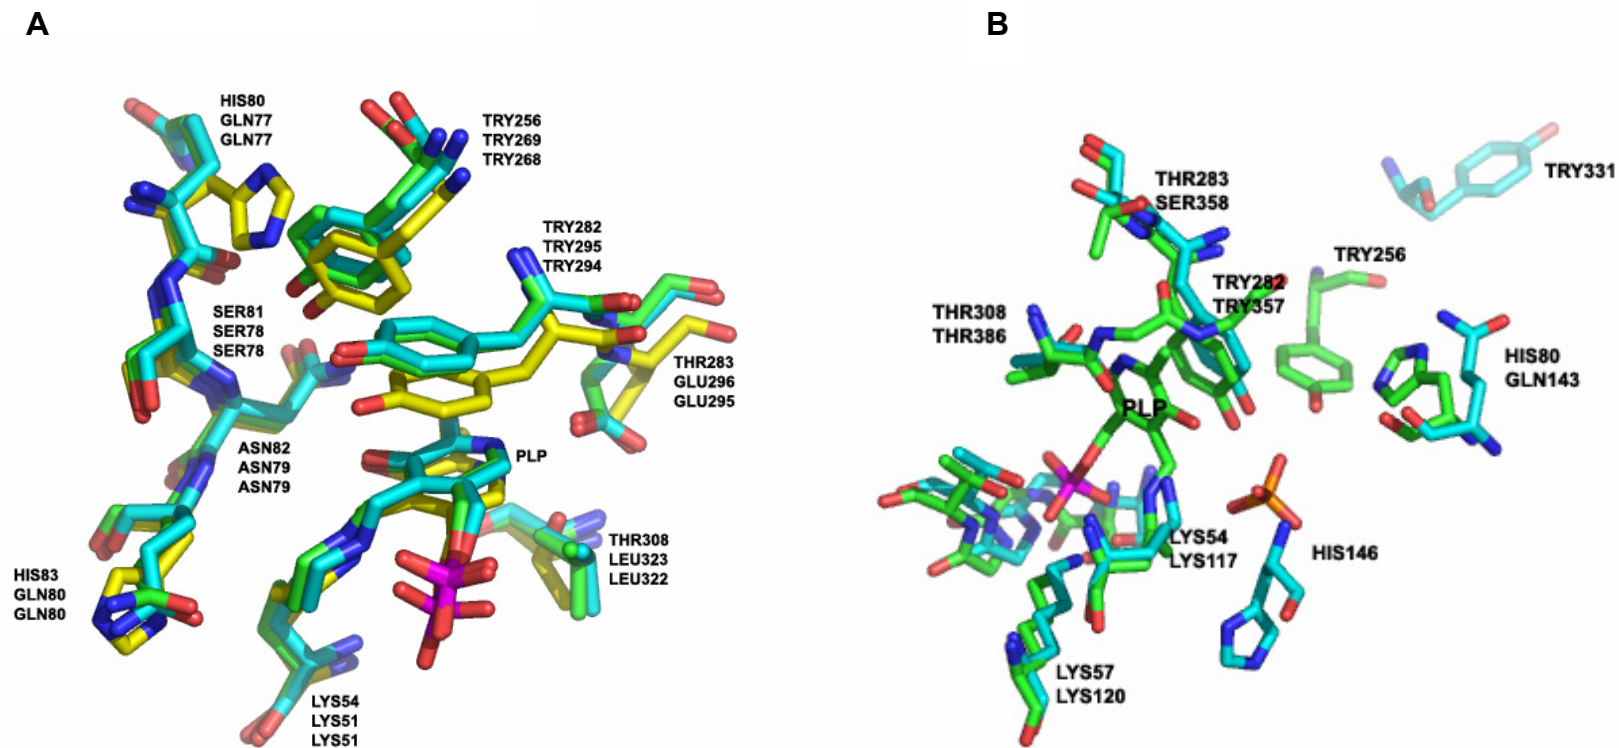 A
HIS80
GLN77
GLN77
TRY256
TRY269
TRY268
TRY282
TRY295
TRY294
SER81
SER78
SER78
THR283
GLU296
GLU295
ASN82
ASN79
ASN79
PLP
THR308
LEU323
LEU322
HIS83
GLN80
GLN80
LYS54
LYS51
LYS51
B
TRY331
THR283
SER358
TRY256
TRY282
TRY357
THR308
THR386
HIS80
GLN143
PLP
LYS54
LYS117
HIS146
LYS57
LYS120